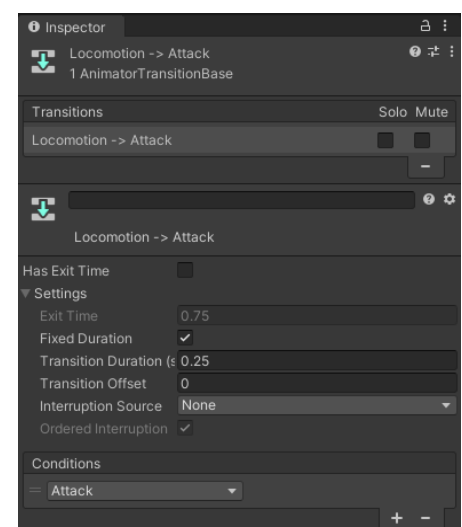 Inspector
Locomotion -> Attack
1 AnimatorTransitionBase
Transitions Solo Mute
Locomotion -> Attack
Locomotion -> Attack
Has Exit Time
Settings
Exit Time 0.75
Fixed Duration
Transition Duration (s 0.25
Transition Offset 0
Interruption Source None
Ordered Interruption
Conditions
Attack